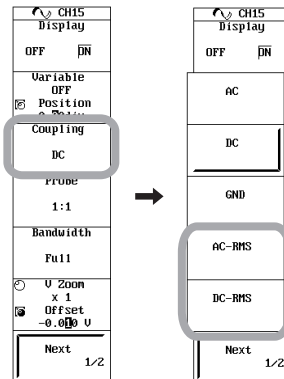 CH15
Display
OFF ON
Variable
OFF
Position
Coupling
DC
Probe
1:1
Bandwidth
Full
V Zoom
x 1
Offset
-0.010 V
Next
1/2
CH15
Display
OFF ON
AC
DC
GND
AC-RMS
DC-RMS
Next
1/2